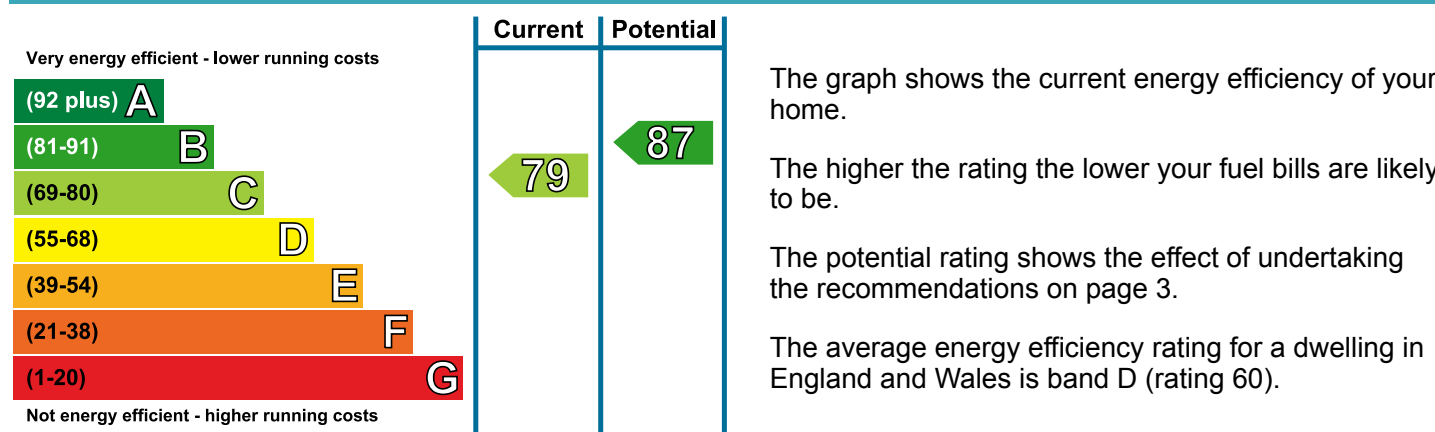 Current Potential
Very energy efficient - lower running costs
(92 plus) A
(81-91) B
(69-80) C
(55-68) D
(39-54) E
(21-38) F
(1-20) G
Not energy efficient - higher running costs
79
87
The graph shows the current energy efficiency of your
home.
The higher the rating the lower your fuel bills are likely
to be.
The potential rating shows the effect of undertaking
the recommendations on page 3.
The average energy efficiency rating for a dwelling in
England and Wales is band D (rating 60).